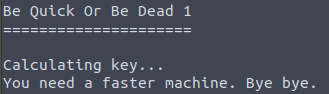 Be Quick Or Be Dead 1
=====================
Calculating key...
You need a faster machine. Bye bye.